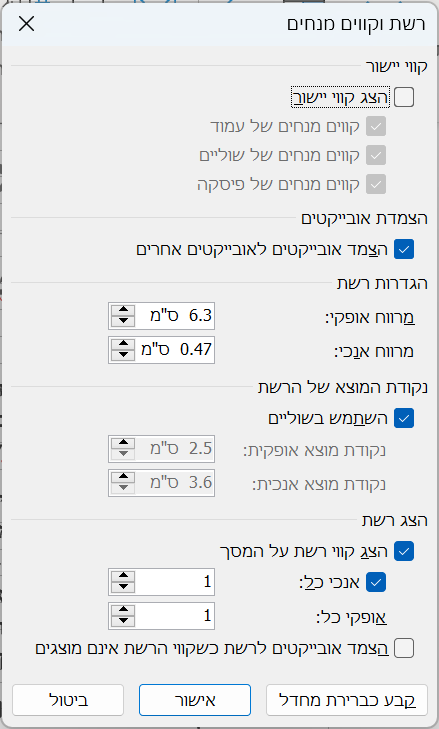 רשת וקווים מנחים
קווי יישור
הצג קווי יישור
קווים מנחים של עמוד
קווים מנחים של שוליים
קווים מנחים של פיסקה
הצמדת אובייקטים
הצמד אובייקטים לאובייקטים אחרים
הגדרות רשת
מרווח אופקי: 6.3 ס"מ
מרווח אנכי: 0.47 ס"מ
נקודת המוצא של הרשת
השתמש בשוליים
נקודת מוצא אופקית: 2.5 ס"מ
נקודת מוצא אנכית: 3.6 ס"מ
הצג רשת
הצג קווי רשת על המסך
אנכי כל: 1
אופקי כל: 1
הצמד אובייקטים לרשת כשקווי הרשת אינם מוצגים
קבע כברירת מחדל אישור ביטול